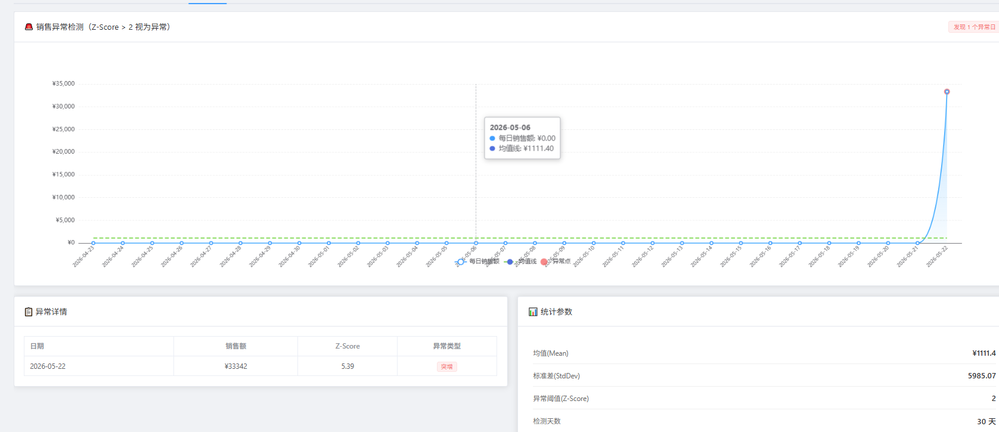 🚨 销售异常检测（Z-Score > 2 视为异常）
发现 1 个异常日
¥35,000
¥30,000
¥25,000
¥20,000
¥15,000
¥10,000
¥5,000
¥0
2026-05-06
每日销售额: ¥0.00
均值线: ¥1111.40
2026-04-23 2026-04-24 2026-04-25 2026-04-26 2026-04-27 2026-04-28 2026-04-29 2026-04-30 2026-05-01 2026-05-02 2026-05-03 2026-05-04 2026-05-05 2026-05-06 2026-05-07 2026-05-08 2026-05-09 2026-05-10 2026-05-11 2026-05-12 2026-05-13 2026-05-14 2026-05-15 2026-05-16 2026-05-17 2026-05-18 2026-05-19 2026-05-20 2026-05-21 2026-05-22
每日销售额 均值线 异常点
📋 异常详情
日期 销售额 Z-Score 异常类型
2026-05-22 ¥33342 5.39 突增
📊 统计参数
均值(Mean) ¥1111.4
标准差(StdDev) 5985.07
异常阈值(Z-Score) 2
检测天数 30 天